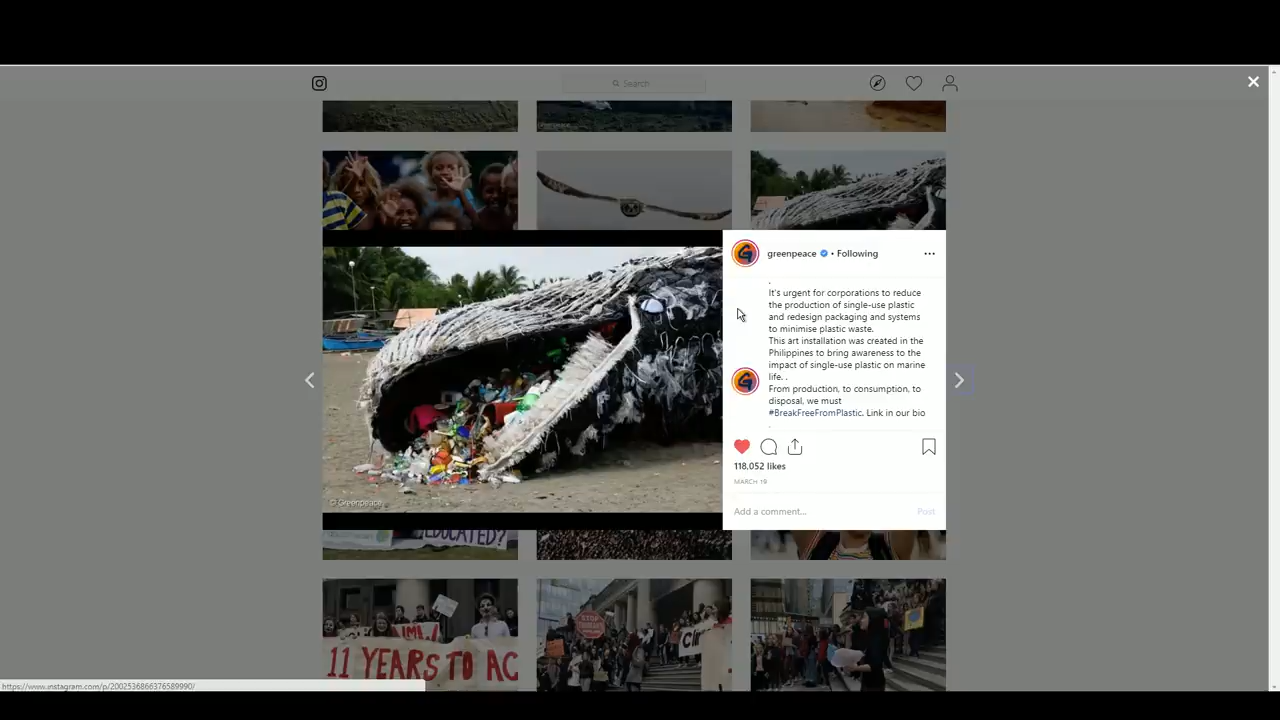 Search
greenpeace • Following
.
It's urgent for corporations to reduce
the production of single-use plastic
and redesign packaging and systems
to minimise plastic waste.
This art installation was created in the
Philippines to bring awareness to the
impact of single-use plastic on marine
life. .
From production, to consumption, to
disposal, we must
#BreakFreeFromPlastic. Link in our bio
.
118,052 likes
MARCH 19
Add a comment...
Post
©Greenpeace
EDUCATED?
11 YEARS TO AC
STOP
https://www.instagram.com/p/2002536866376589990/